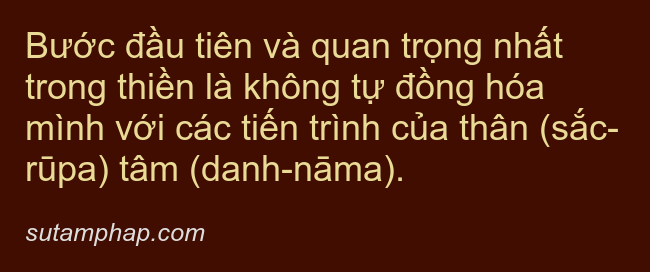 Bước đầu tiên và quan trọng nhất
trong thiền là không tự đồng hóa
mình với các tiến trình của thân (sắc-
rūpa) tâm (danh-nāma).
sutamphap.com